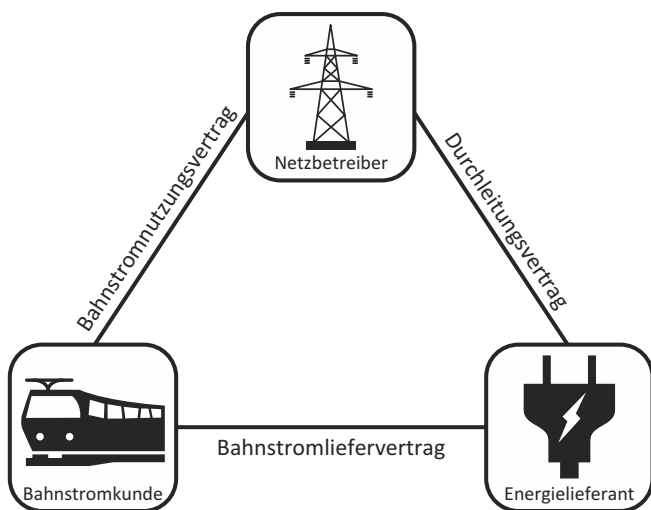 Netzbetreiber
Bahnstromnutzungsvertrag
Durchleitungsvertrag
Bahnstromliefervertrag
Bahnstromkunde
Energielieferant